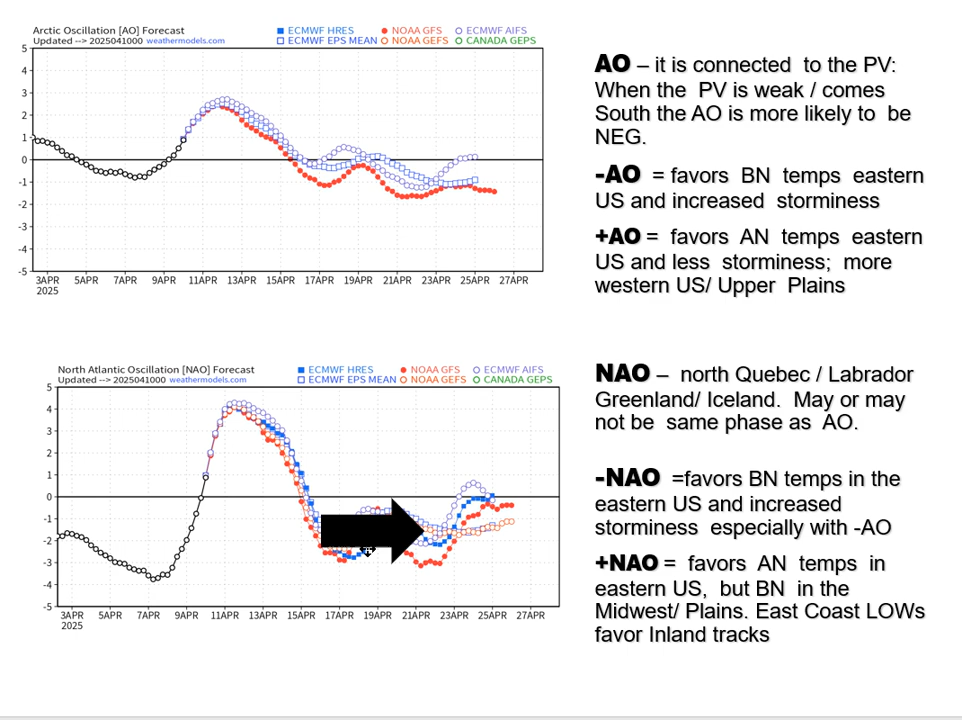 Arctic Oscillation [AO] Forecast
Updated --> 2025041000 weathermodels.com
ECMWF HRES NOAA GFS ECMWF AIFS
ECMWF EPS MEAN NOAA GEFS CANADA GEPS
5
4
3
2
1
0
-1
-2
-3
-4
-5
3APR 5APR 7APR 9APR 11APR 13APR 15APR 17APR 19APR 21APR 23APR 25APR 27APR
2025
AO – it is connected to the PV:
When the PV is weak / comes
South the AO is more likely to be
NEG.
-AO = favors BN temps eastern
US and increased storminess
+AO = favors AN temps eastern
US and less storminess; more
western US/ Upper Plains
North Atlantic Oscillation [NAO] Forecast
Updated --> 2025041000 weathermodels.com
ECMWF HRES NOAA GFS ECMWF AIFS
ECMWF EPS MEAN NOAA GEFS CANADA GEPS
5
4
3
2
1
0
-1
-2
-3
-4
-5
3APR 5APR 7APR 9APR 11APR 13APR 15APR 17APR 19APR 21APR 23APR 25APR 27APR
2025
NAO – north Quebec / Labrador
Greenland/ Iceland. May or may
not be same phase as AO.
-NAO =favors BN temps in the
eastern US and increased
storminess especially with -AO
+NAO = favors AN temps in
eastern US, but BN in the
Midwest/ Plains. East Coast LOWs
favor Inland tracks